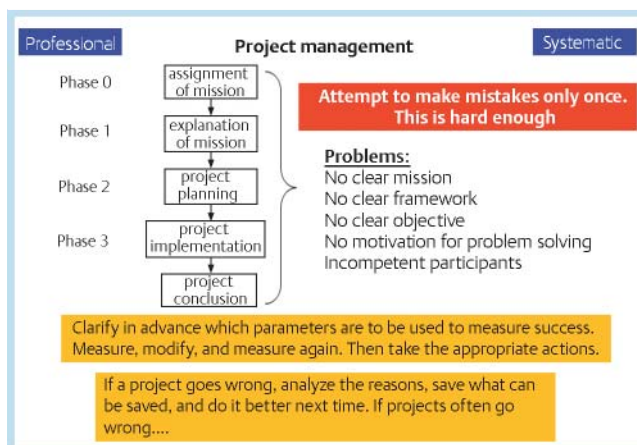 Professional
Project management
Systematic
Phase 0
assignment
of mission
Phase 1
explanation
of mission
Phase 2
project
planning
Phase 3
project
implementation
project
conclusion
Attempt to make mistakes only once.
This is hard enough
Problems:
No clear mission
No clear framework
No clear objective
No motivation for problem solving
Incompetent participants
Clarify in advance which parameters are to be used to measure success.
Measure, modify, and measure again. Then take the appropriate actions.
If a project goes wrong, analyze the reasons, save what can
be saved, and do it better next time. If projects often go
wrong....